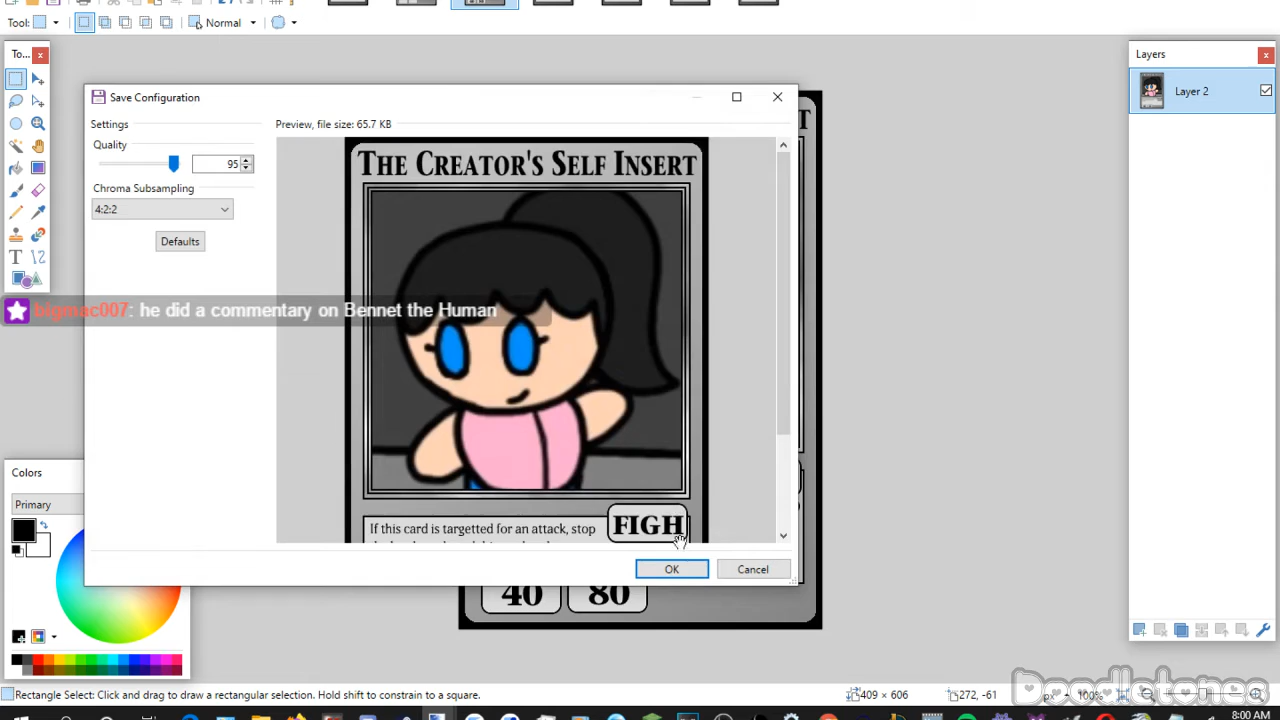 Tool:
Normal
To...
Layers
Layer 2
Save Configuration
Settings
Quality
95
Chroma Subsampling
4:2:2
Defaults
Preview, file size: 65.7 KB
THE CREATOR'S SELF INSERT
If this card is targetted for an attack, stop
FIGH
bigmac007: he did a commentary on Bennet the Human
OK
Cancel
T
40
80
Colors
Primary
Rectangle Select: Click and drag to draw a rectangular selection. Hold shift to constrain to a square.
409 × 606
272, -61
px
100%
Doodletones
8:00 AM